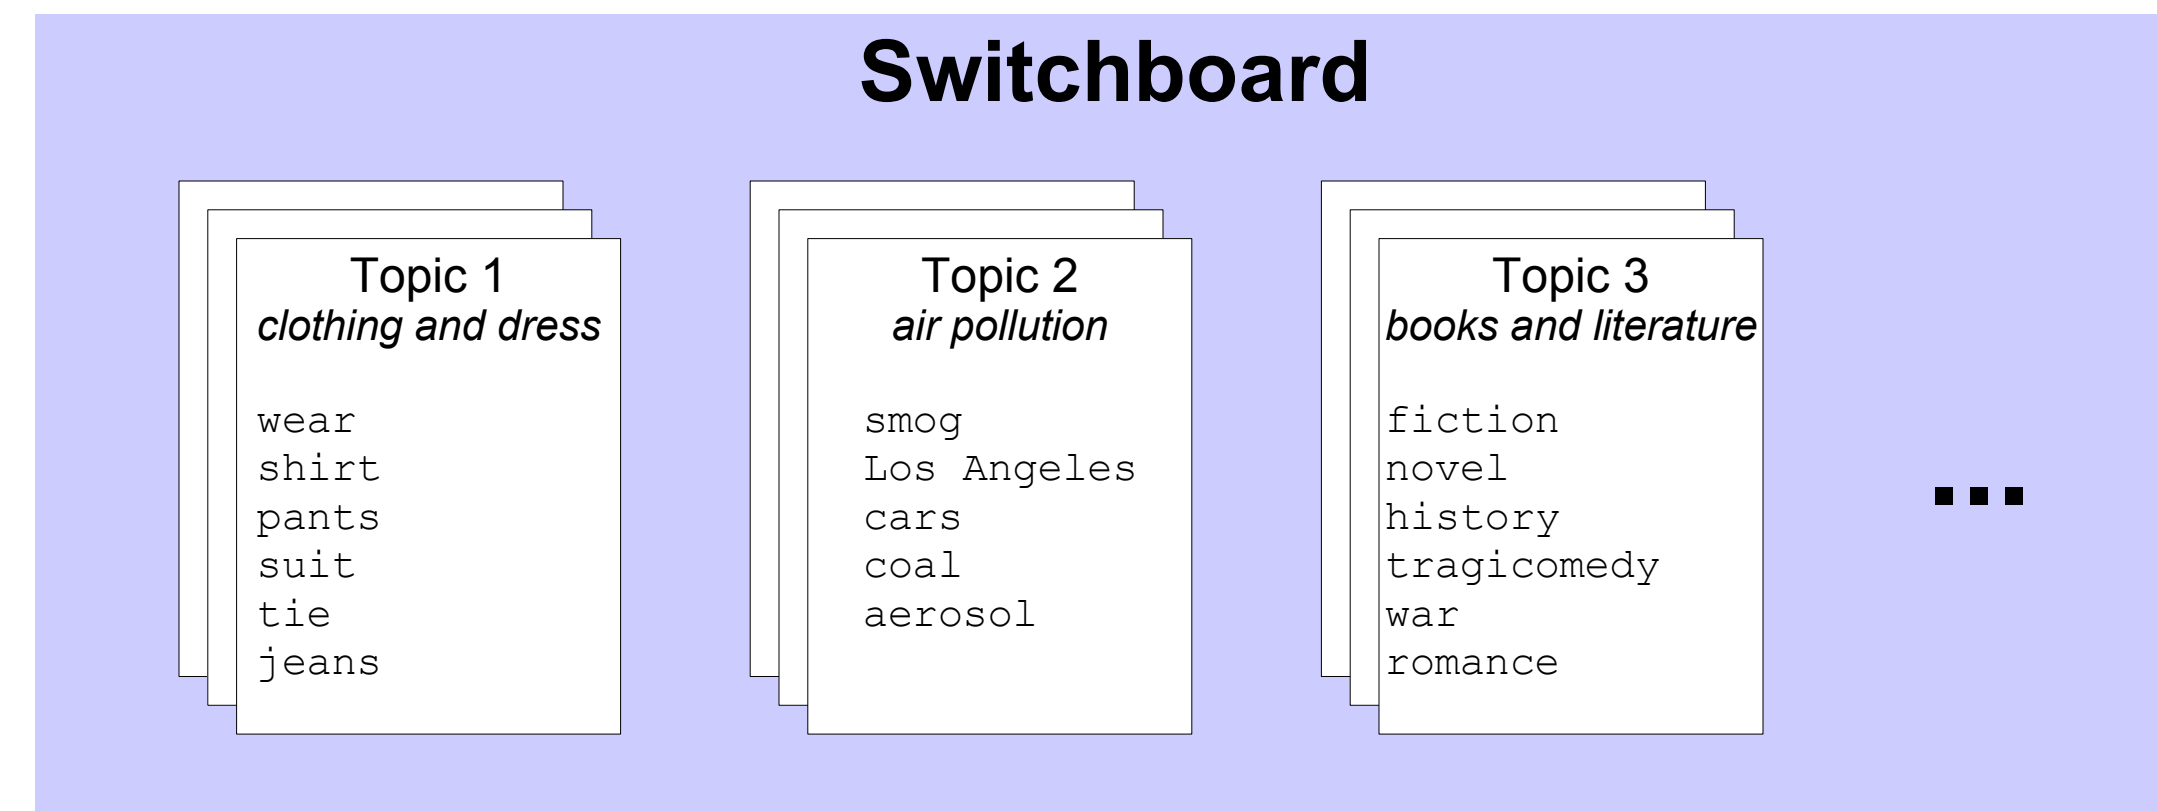 Switchboard
Topic 1
clothing and dress
wear
shirt
pants
suit
tie
jeans
Topic 2
air pollution
smog
Los Angeles
cars
coal
aerosol
Topic 3
books and literature
fiction
novel
history
tragicomedy
war
romance
...